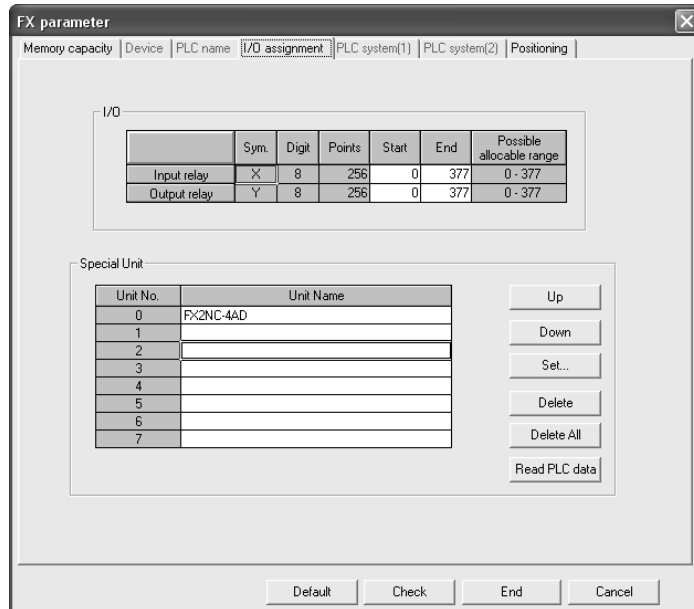 FX parameter
Memory capacity Device PLC name I/O assignment PLC system(1) PLC system(2) Positioning
I/O
Sym. Digit Points Start End Possible allocable range
Input relay X 8 256 0 377 0 - 377
Output relay Y 8 256 0 377 0 - 377
Special Unit
Unit No. Unit Name
0 FX2NC-4AD
1
2
3
4
5
6
7
Up
Down
Set...
Delete
Delete All
Read PLC data
Default Check End Cancel